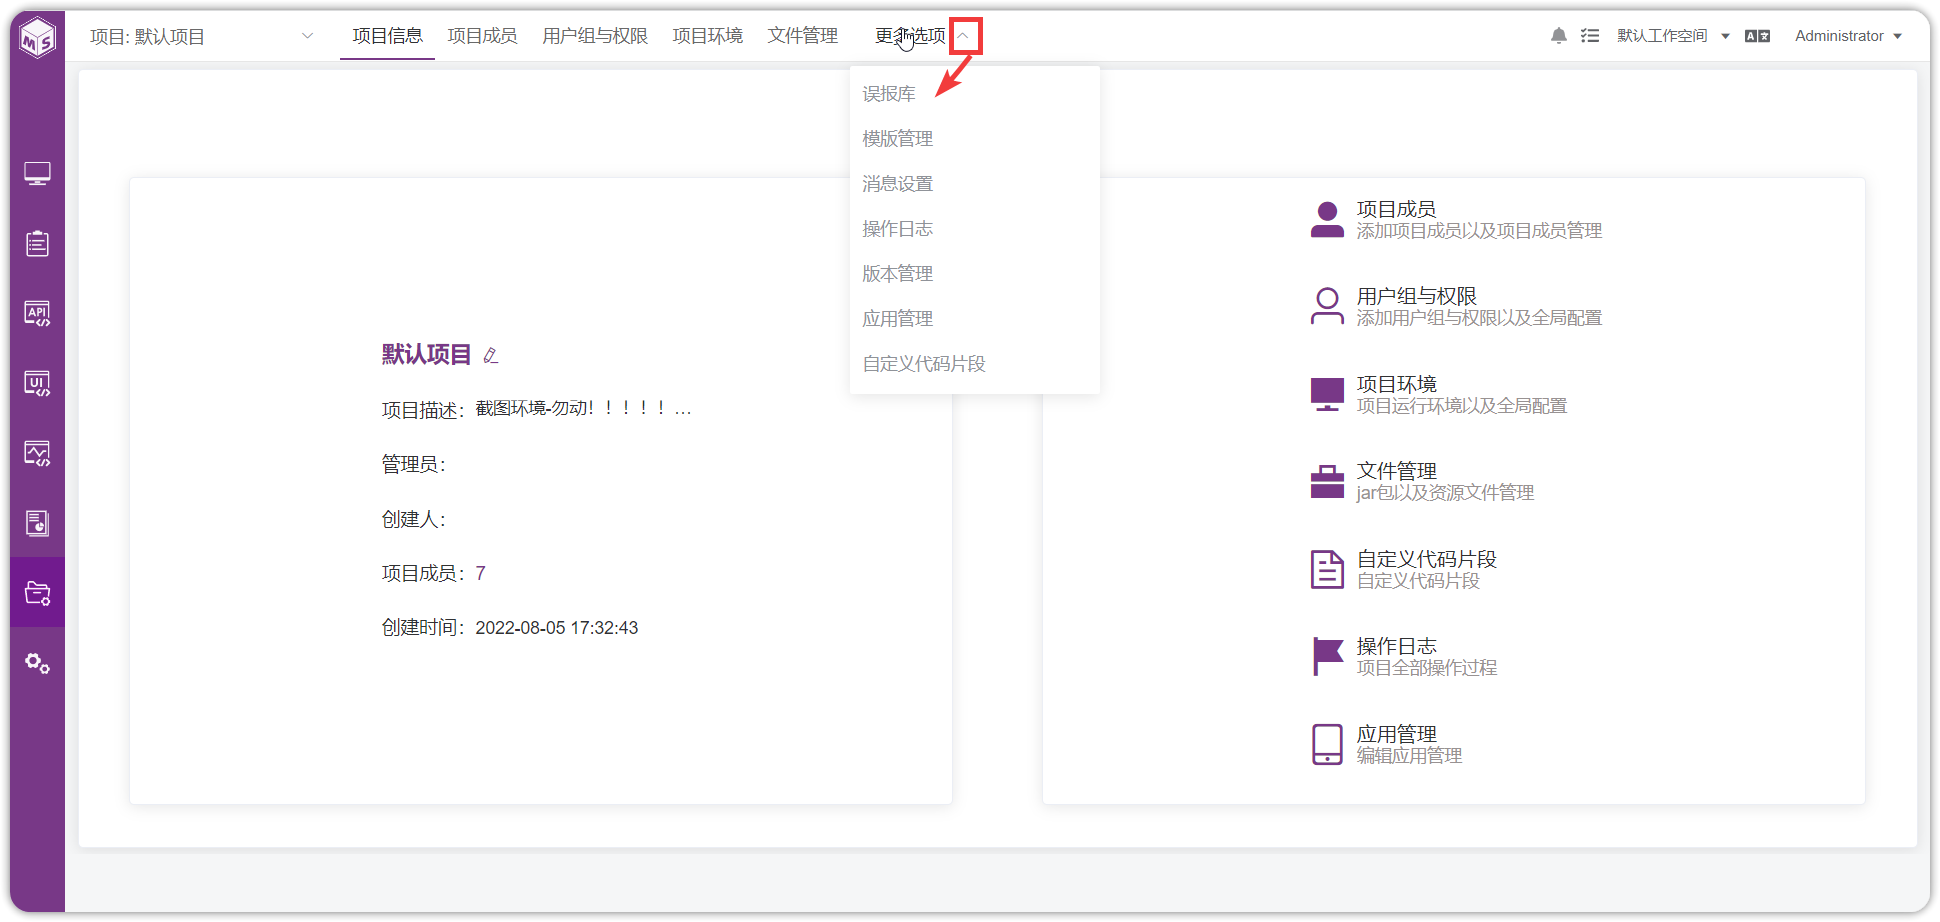 MS
项目: 默认项目
项目信息
项目成员
用户组与权限
项目环境
文件管理
更多选项
默认工作空间
Administrator
误报库
模版管理
消息设置
操作日志
版本管理
应用管理
自定义代码片段
API
UI
默认项目
项目描述： 截图环境-勿动！！！！！...
管理员：
创建人：
项目成员： 7
创建时间： 2022-08-05 17:32:43
项目成员
添加项目成员以及项目成员管理
用户组与权限
添加用户组与权限以及全局配置
项目环境
项目运行环境以及全局配置
文件管理
jar包以及资源文件管理
自定义代码片段
自定义代码片段
操作日志
项目全部操作过程
应用管理
编辑应用管理